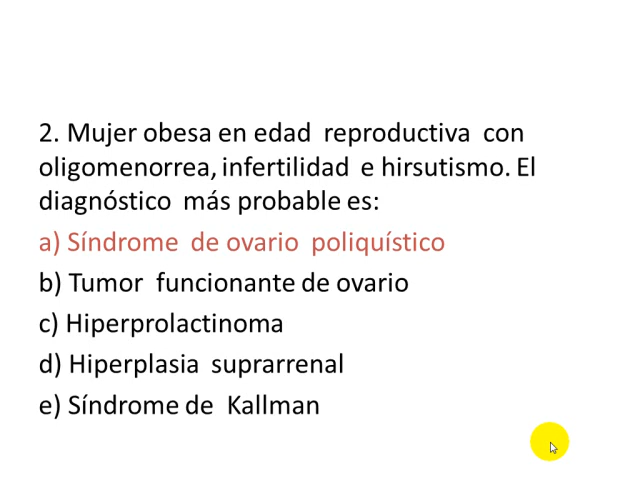 2. Mujer obesa en edad reproductiva con
oligomenorrea, infertilidad e hirsutismo. El
diagnóstico más probable es:
a) Síndrome de ovario poliquístico
b) Tumor funcionante de ovario
c) Hiperprolactinoma
d) Hiperplasia suprarrenal
e) Síndrome de Kallman